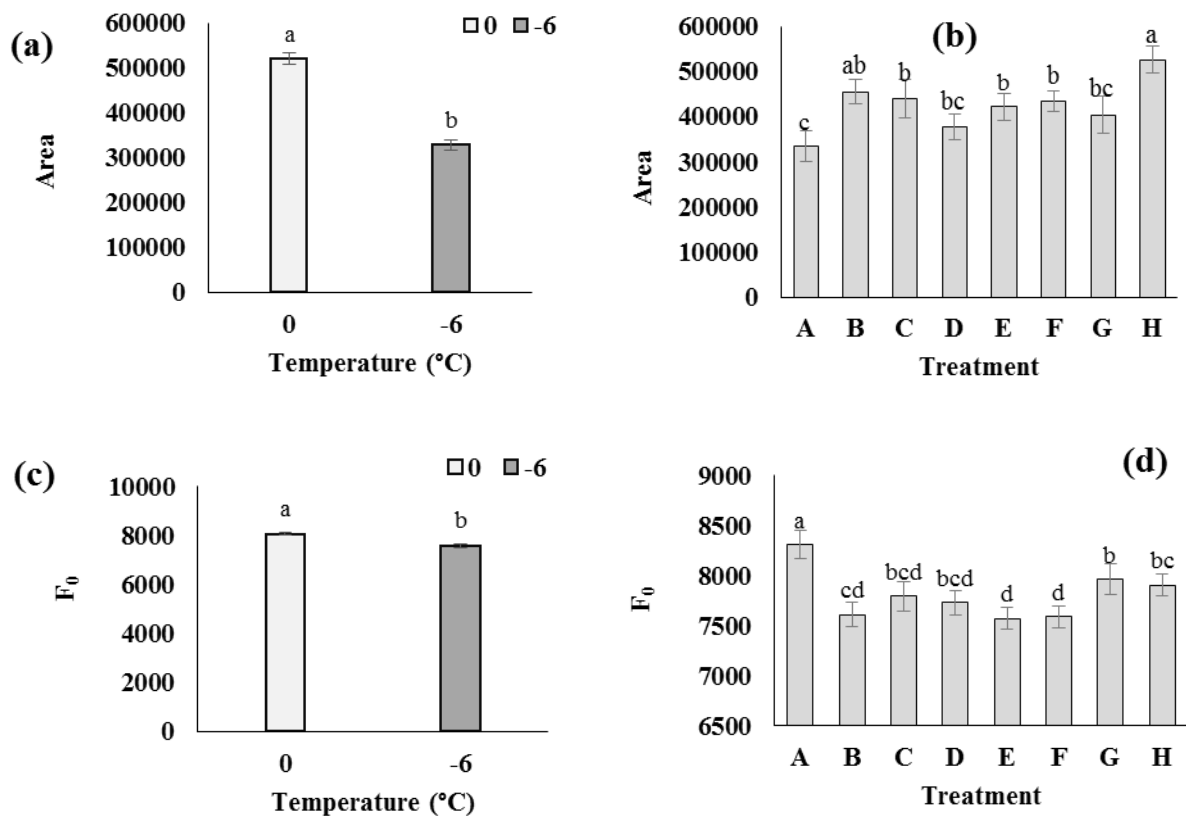 (a)
0 -6
600000
500000
400000
300000
200000
100000
0
Area
a
b
0 -6
Temperature (°C)
(b)
600000
500000
400000
300000
200000
100000
0
Area
c
ab
b
bc
b
b
bc
a
A B C D E F G H
Treatment
(c)
0 -6
10000
8000
6000
4000
2000
0
F0
a
b
0 -6
Temperature (°C)
(d)
9000
8500
8000
7500
7000
6500
F0
a
cd
bcd
bcd
d
d
b
bc
A B C D E F G H
Treatment